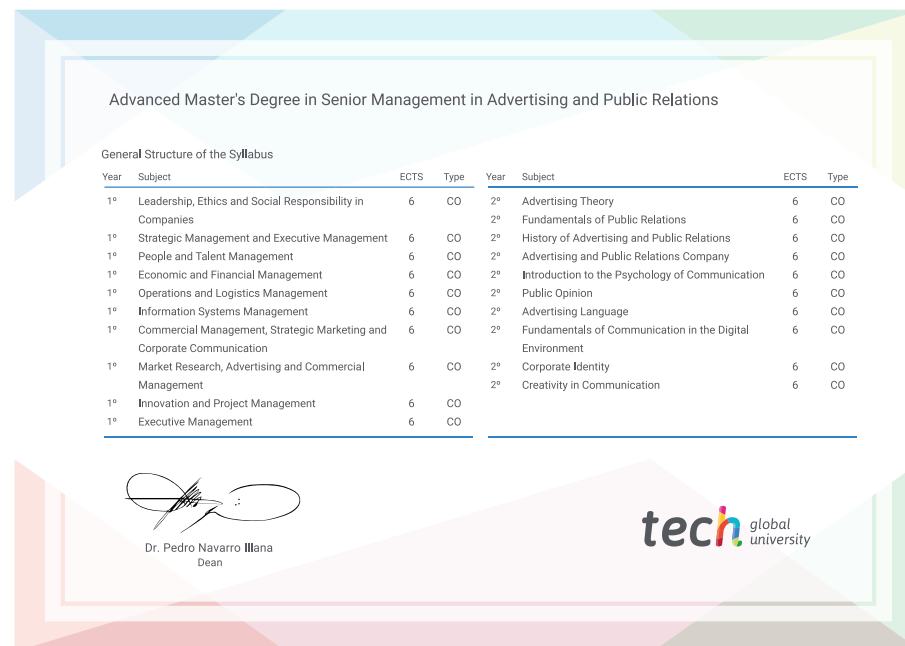 Advanced Master's Degree in Senior Management in Advertising and Public Relations
General Structure of the Syllabus
Year Subject ECTS Type
1º Leadership, Ethics and Social Responsibility in 6 CO
Companies
1º Strategic Management and Executive Management 6 CO
1º People and Talent Management 6 CO
1º Economic and Financial Management 6 CO
1º Operations and Logistics Management 6 CO
1º Information Systems Management 6 CO
1º Commercial Management, Strategic Marketing and 6 CO
Corporate Communication
1º Market Research, Advertising and Commercial 6 CO
Management
1º Innovation and Project Management 6 CO
1º Executive Management 6 CO
Year Subject ECTS Type
2º Advertising Theory 6 CO
2º Fundamentals of Public Relations 6 CO
2º History of Advertising and Public Relations 6 CO
2º Advertising and Public Relations Company 6 CO
2º Introduction to the Psychology of Communication 6 CO
2º Public Opinion 6 CO
2º Advertising Language 6 CO
2º Fundamentals of Communication in the Digital 6 CO
Environment
2º Corporate Identity 6 CO
2º Creativity in Communication 6 CO
Dr. Pedro Navarro Illana
Dean
tech global
university